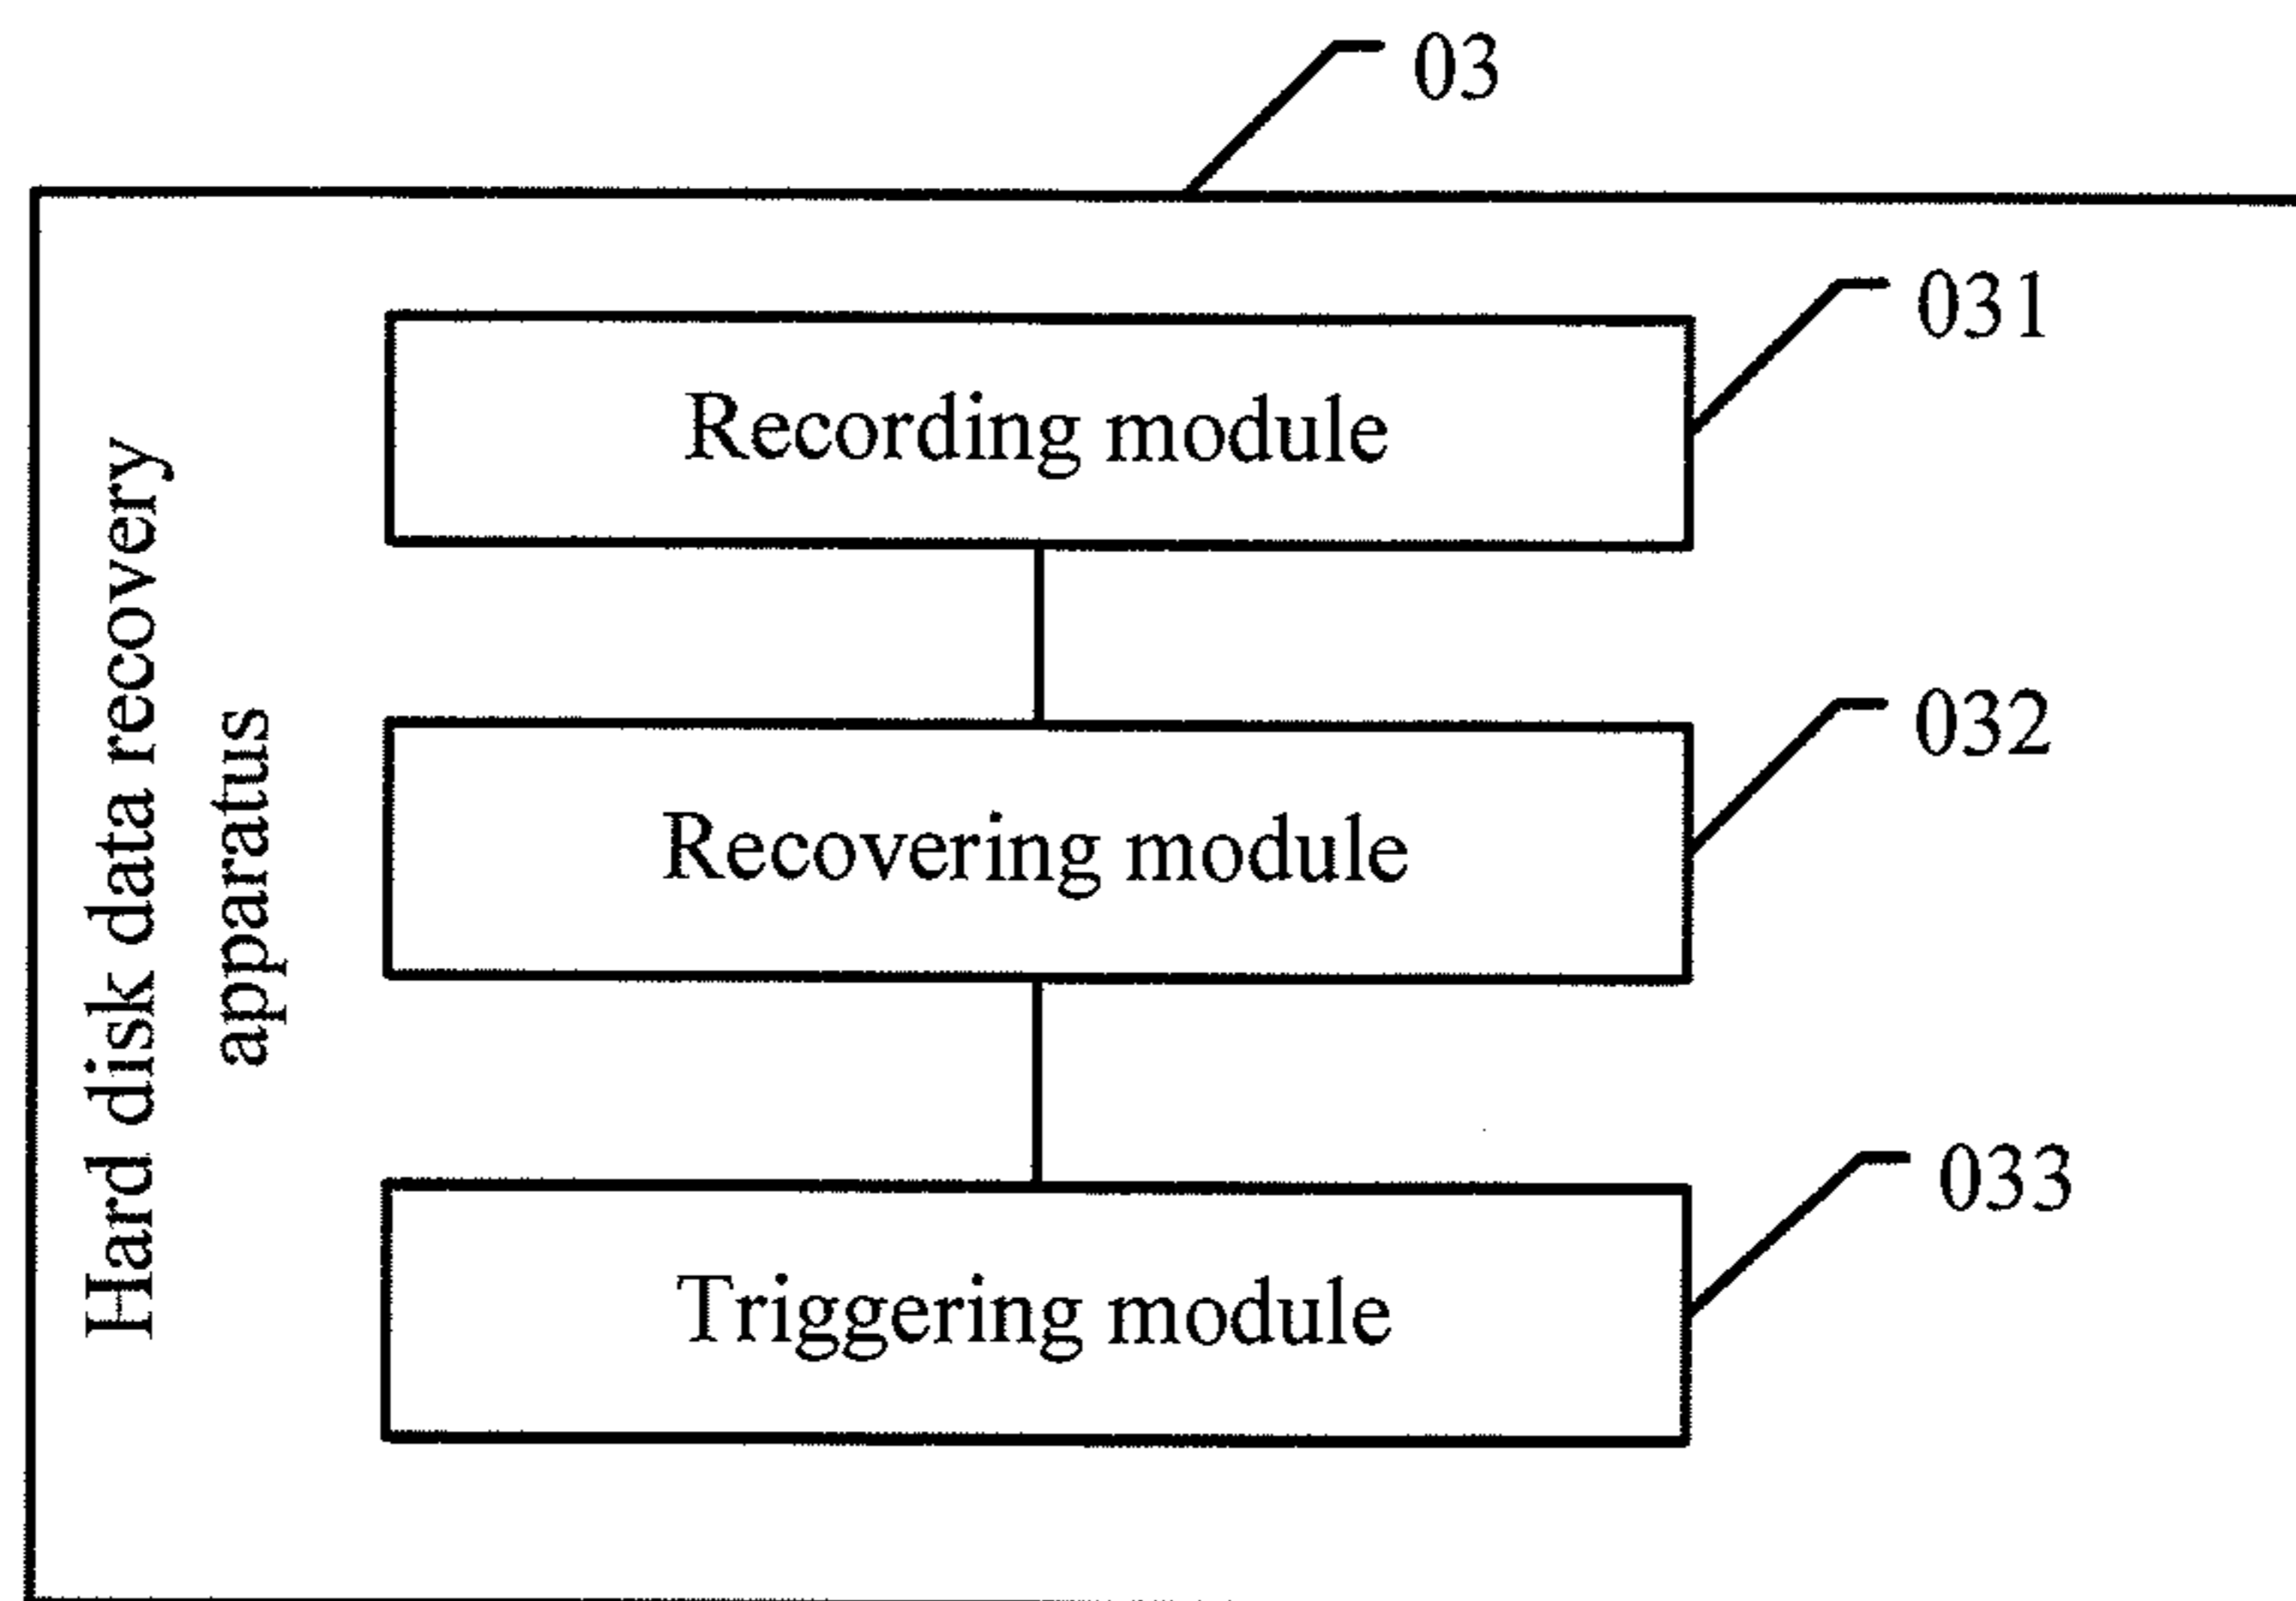 03
031
Recording module
032
Recovering module
033
Triggering module
Hard disk data recovery
apparatus